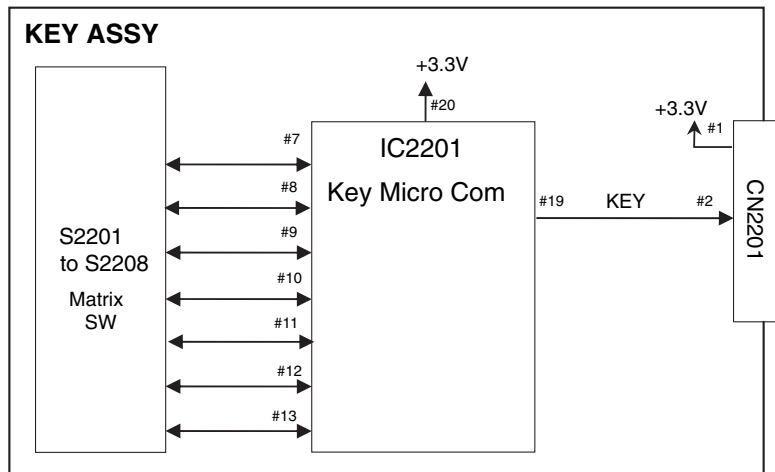 KEY ASSY
+3.3V
#20
+3.3V
#1
#7
IC2201
Key Micro Com
#8
#19
KEY
#2
CN2201
S2201
to S2208
Matrix
SW
#9
#10
#11
#12
#13